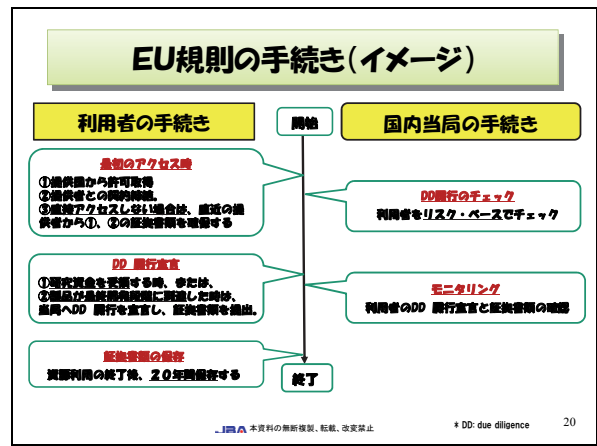 EU規則の手続き(イメージ)
利用者の手続き
開始
国内当局の手続き
最初のアクセス時
①提供国から許可取得
②提供者との契約締結。
③直接アクセスしない場合は、直近の提
供者から①、②の証拠書類を確保する
DD履行のチェック
利用者をリスク・ベースでチェック
DD 履行宣言
①研究資金を受領する時、または、
②製品が最終開発段階に到達した時は、
当局へDD 履行を宣言し、証拠書類を提出。
モニタリング
利用者のDD 履行宣言と証拠書類の確認
証拠書類の保存
資源利用の終了後、20年間保存する
終了
JBA 本資料の無断複製、転載、改変禁止
* DD: due diligence
20